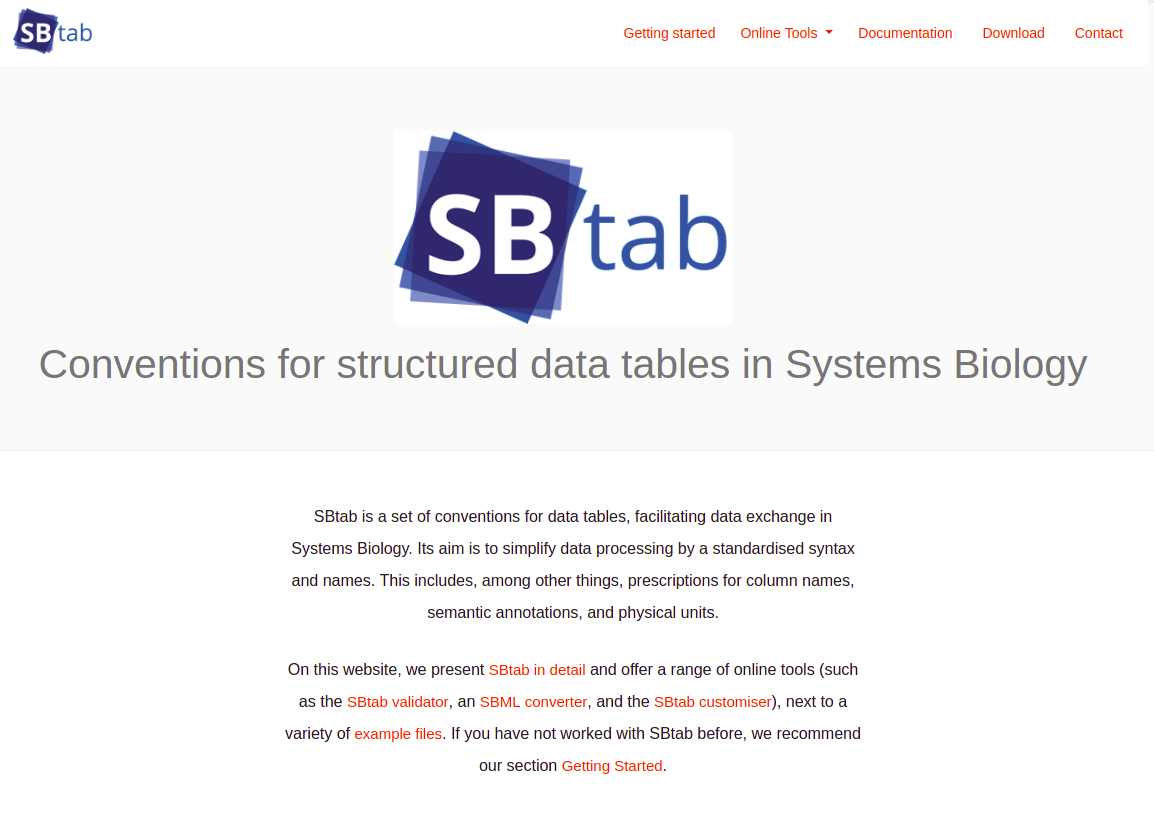 SBtab
Getting started
Online Tools
Documentation
Download
Contact
SBtab
Conventions for structured data tables in Systems Biology
SBtab is a set of conventions for data tables, facilitating data exchange in
Systems Biology. Its aim is to simplify data processing by a standardised syntax
and names. This includes, among other things, prescriptions for column names,
semantic annotations, and physical units.
On this website, we present SBtab in detail and offer a range of online tools (such
as the SBtab validator, an SBML converter, and the SBtab customiser), next to a
variety of example files. If you have not worked with SBtab before, we recommend
our section Getting Started.